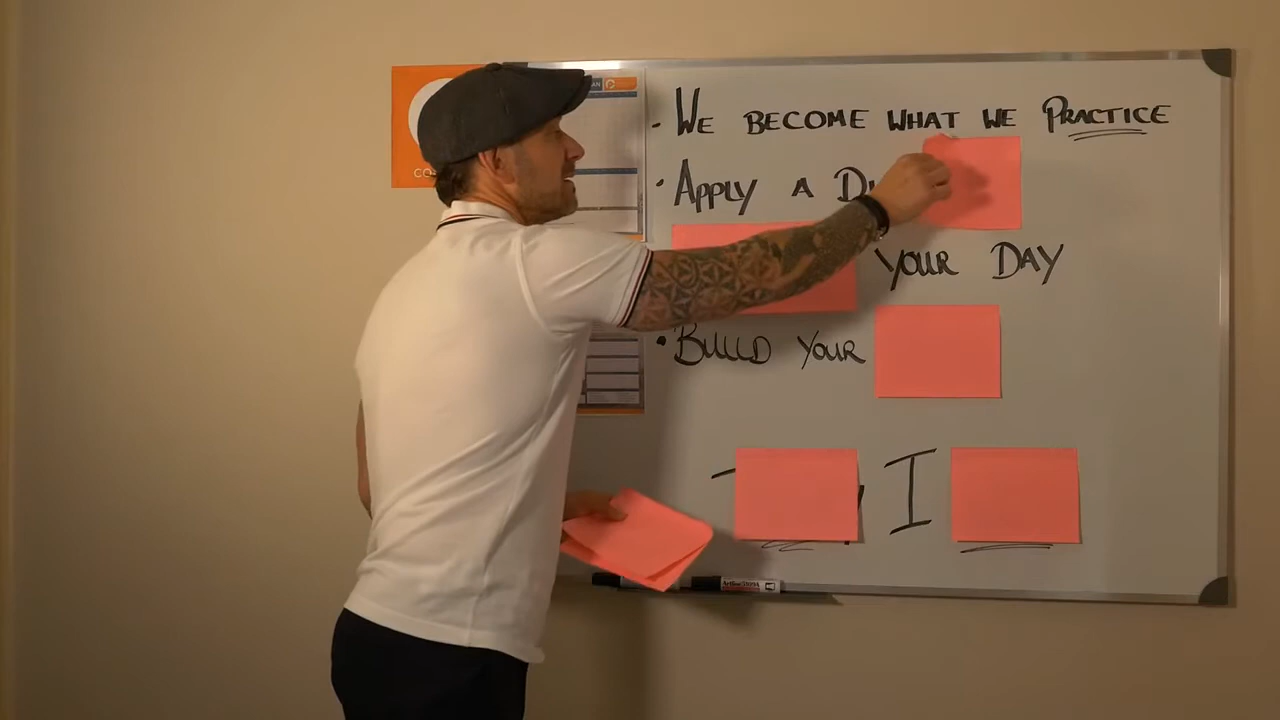 · WE BECOME WHAT WE PRACTICE
· APPLY A
YOUR DAY
· BUILD YOUR
I